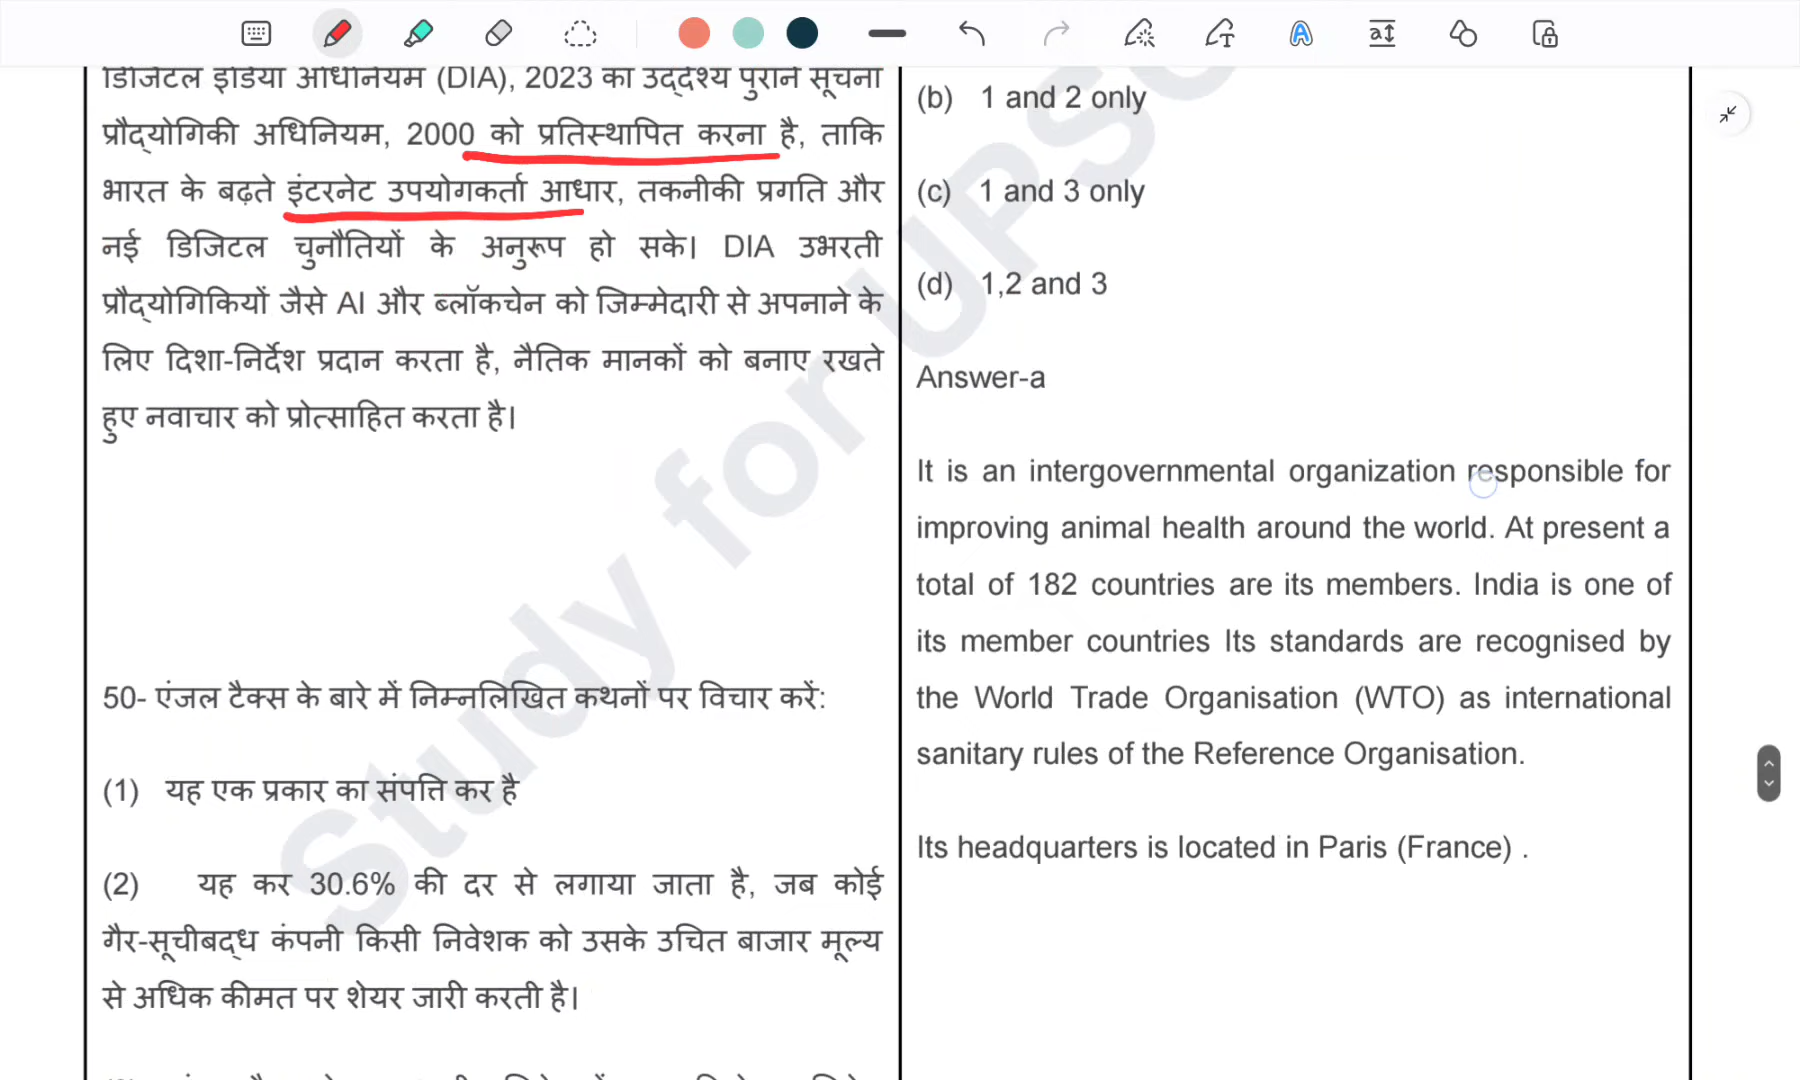 डिजिटल इंडिया अधिनियम (DIA), 2023 का उद्देश्य पुराने सूचना
प्रौद्योगिकी अधिनियम, 2000 को प्रतिस्थापित करना है, ताकि
भारत के बढ़ते इंटरनेट उपयोगकर्ता आधार, तकनीकी प्रगति और
नई डिजिटल चुनौतियों के अनुरूप हो सके। DIA उभरती
प्रौद्योगिकियों जैसे AI और ब्लॉकचेन को जिम्मेदारी से अपनाने के
लिए दिशा-निर्देश प्रदान करता है, नैतिक मानकों को बनाए रखते
हुए नवाचार को प्रोत्साहित करता है।
50- एंजल टैक्स के बारे में निम्नलिखित कथनों पर विचार करें:
(1) यह एक प्रकार का संपत्ति कर है
(2) यह कर 30.6% की दर से लगाया जाता है, जब कोई
गैर-सूचीबद्ध कंपनी किसी निवेशक को उसके उचित बाजार मूल्य
से अधिक कीमत पर शेयर जारी करती है।
(b) 1 and 2 only
(c) 1 and 3 only
(d) 1,2 and 3
Answer-a
It is an intergovernmental organization responsible for
improving animal health around the world. At present a
total of 182 countries are its members. India is one of
its member countries Its standards are recognised by
the World Trade Organisation (WTO) as international
sanitary rules of the Reference Organisation.
Its headquarters is located in Paris (France) .
Study for UPSC